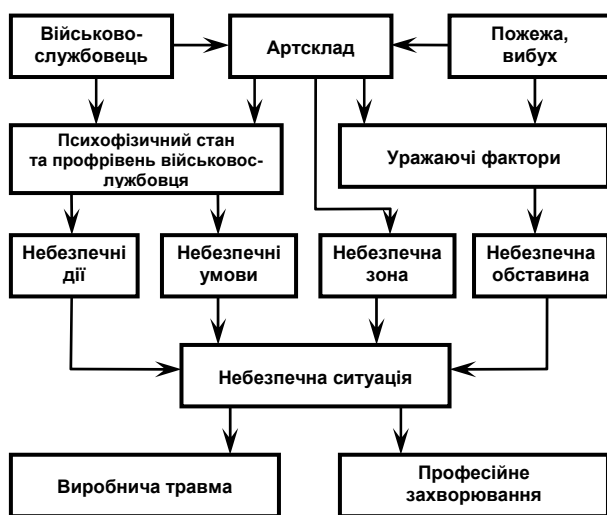 Військово-
службовець
Артсклад
Пожежа,
вибух
Психофізичний стан
та профрівень військовос-
лужбовця
Уражаючі фактори
Небезпечні
дії
Небезпечні
умови
Небезпечна
зона
Небезпечна
обставина
Небезпечна ситуація
Виробнича травма
Професійне
захворювання